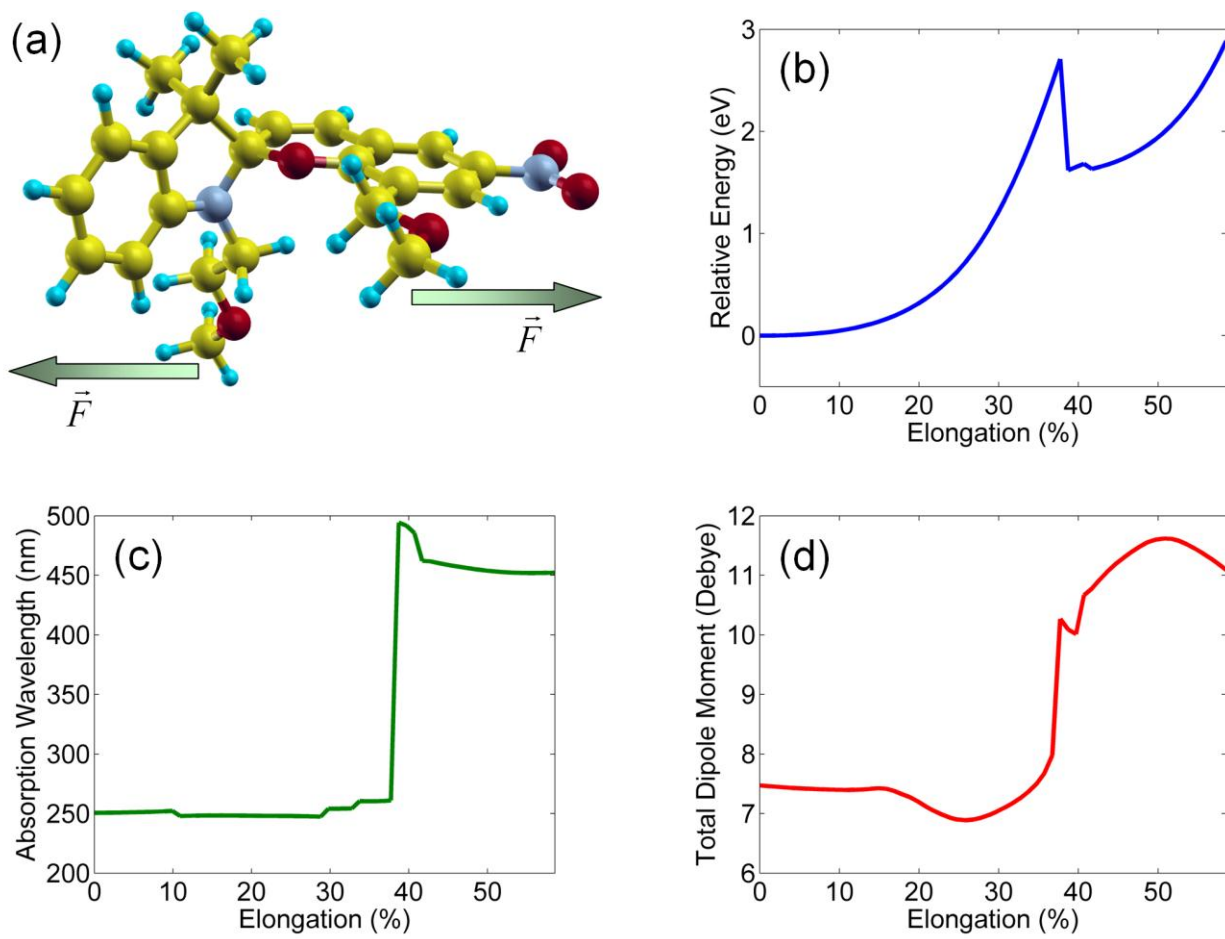 (a)
F⃗
F⃗
(b)
Relative Energy (eV)
3
2
1
0
0 10 20 30 40 50
Elongation (%)
(c)
Absorption Wavelength (nm)
500
450
400
350
300
250
200
0 10 20 30 40 50
Elongation (%)
(d)
Total Dipole Moment (Debye)
12
11
10
9
8
7
6
0 10 20 30 40 50
Elongation (%)